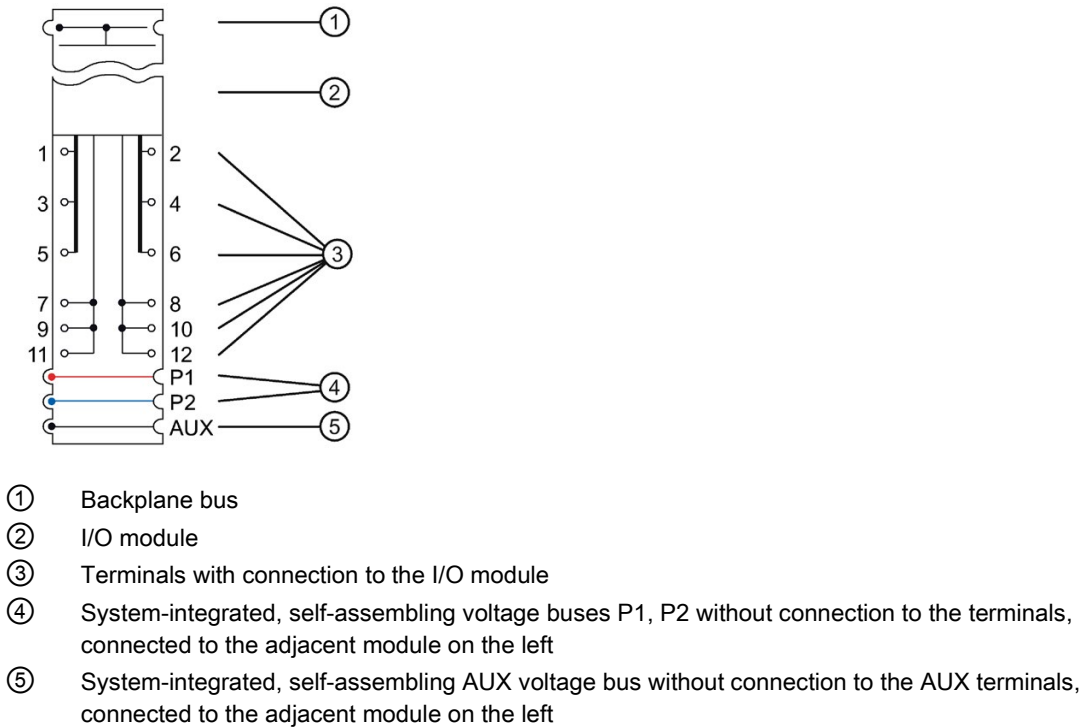 ①
②
1 2
3 4
③
5 6
7 8
9 10
11 12
P1
④
P2
AUX ⑤
① Backplane bus
② I/O module
③ Terminals with connection to the I/O module
④ System-integrated, self-assembling voltage buses P1, P2 without connection to the terminals,
connected to the adjacent module on the left
⑤ System-integrated, self-assembling AUX voltage bus without connection to the AUX terminals,
connected to the adjacent module on the left